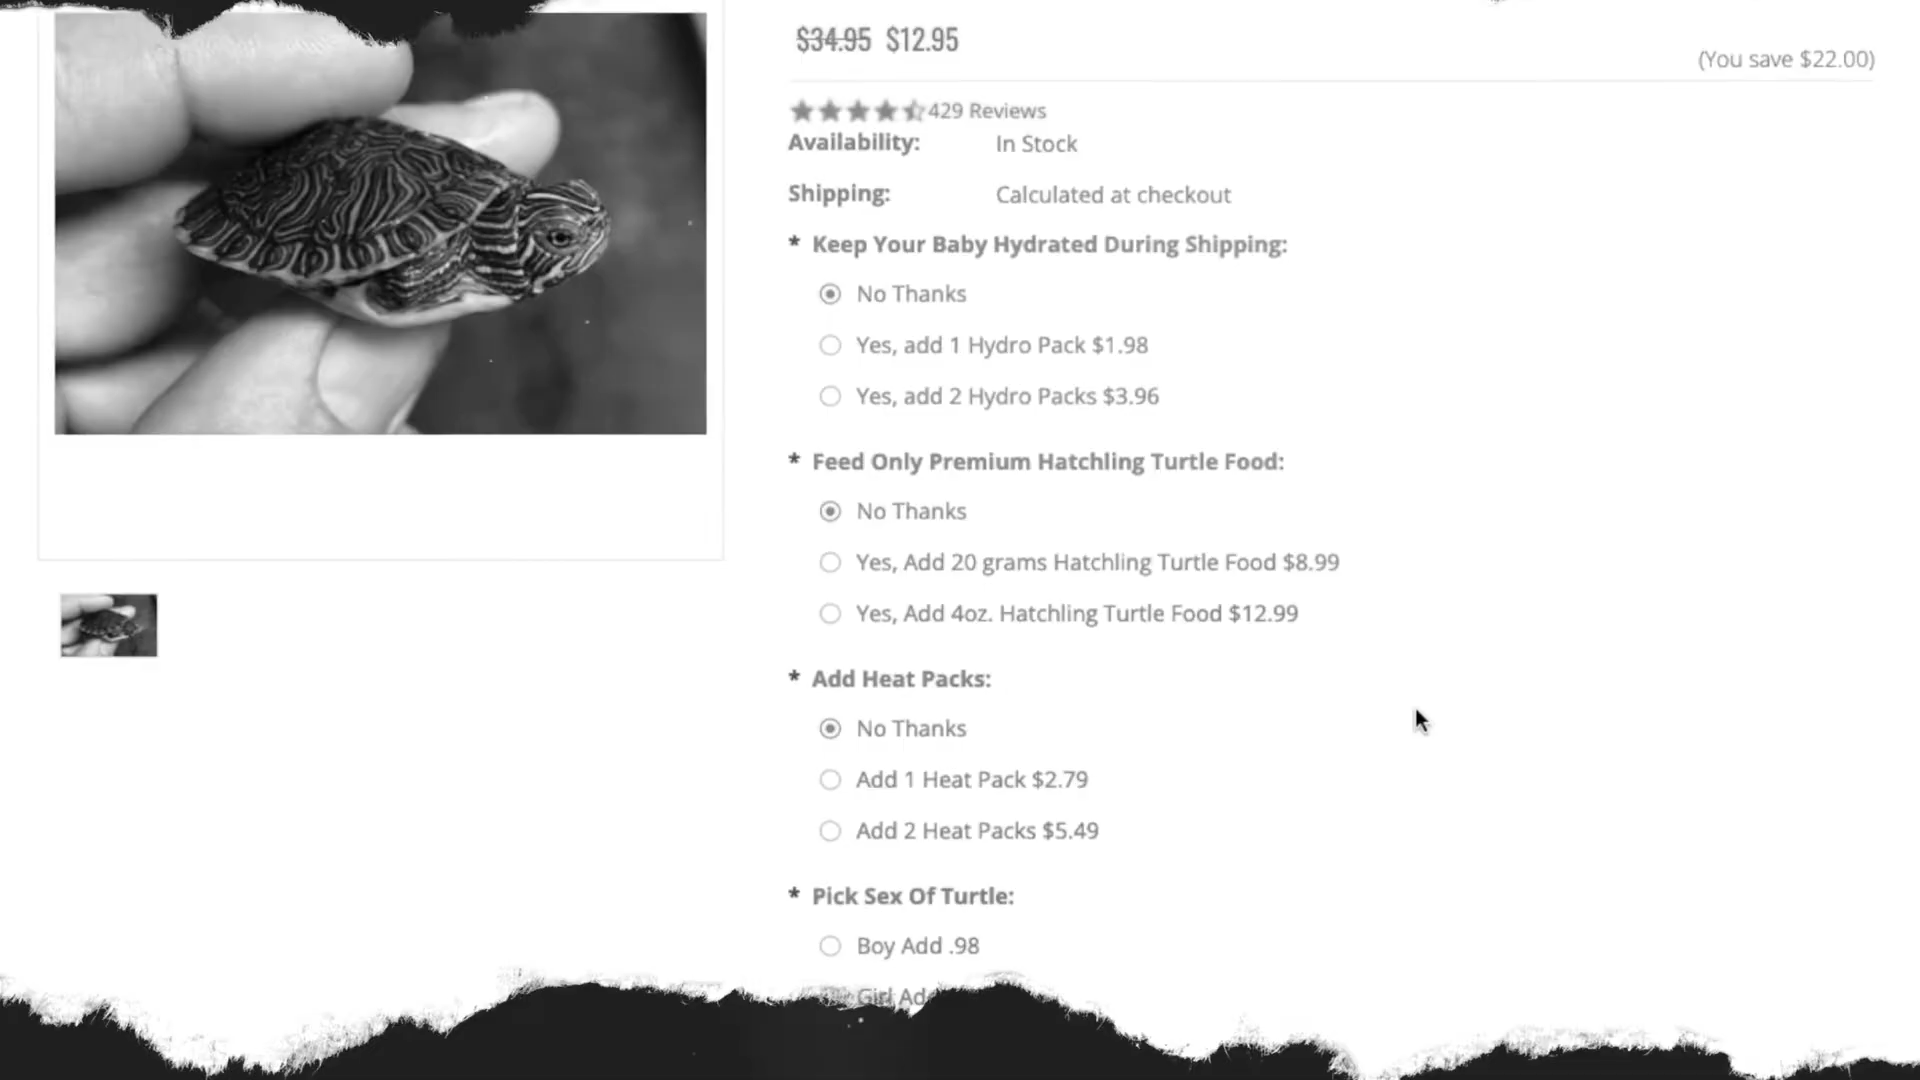 $34.95 $12.95
(You save $22.00)
429 Reviews
Availability: In Stock
Shipping: Calculated at checkout
* Keep Your Baby Hydrated During Shipping:
No Thanks
Yes, add 1 Hydro Pack $1.98
Yes, add 2 Hydro Packs $3.96
* Feed Only Premium Hatchling Turtle Food:
No Thanks
Yes, Add 20 grams Hatchling Turtle Food $8.99
Yes, Add 4oz. Hatchling Turtle Food $12.99
* Add Heat Packs:
No Thanks
Add 1 Heat Pack $2.79
Add 2 Heat Packs $5.49
* Pick Sex Of Turtle:
Boy Add .98
Girl